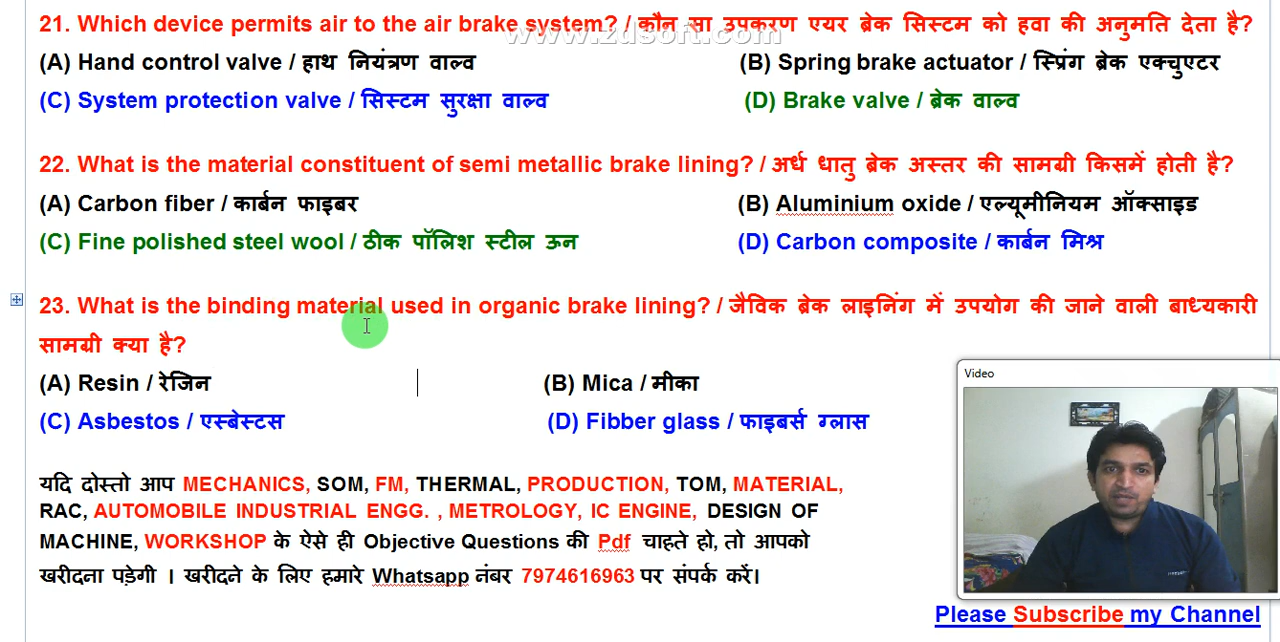 21. Which device permits air to the air brake system? / कौन सा उपकरण एयर ब्रेक सिस्टम को हवा की अनुमति देता है?
www.zdsoft.com
(A) Hand control valve / हाथ नियंत्रण वाल्व (B) Spring brake actuator / स्प्रिंग ब्रेक एक्चुएटर
(C) System protection valve / सिस्टम सुरक्षा वाल्व (D) Brake valve / ब्रेक वाल्व
22. What is the material constituent of semi metallic brake lining? / अर्ध धातु ब्रेक अस्तर की सामग्री किसमें होती है?
(A) Carbon fiber / कार्बन फाइबर (B) Aluminium oxide / एल्यूमीनियम ऑक्साइड
(C) Fine polished steel wool / ठीक पॉलिश स्टील ऊन (D) Carbon composite / कार्बन मिश्र
23. What is the binding material used in organic brake lining? / जैविक ब्रेक लाइनिंग में उपयोग की जाने वाली बाध्यकारी
सामग्री क्या है?
(A) Resin / रेजिन (B) Mica / मीका
(C) Asbestos / एस्बेस्टस (D) Fibber glass / फाइबर्स ग्लास
Video
यदि दोस्तो आप MECHANICS, SOM, FM, THERMAL, PRODUCTION, TOM, MATERIAL,
RAC, AUTOMOBILE INDUSTRIAL ENGG. , METROLOGY, IC ENGINE, DESIGN OF
MACHINE, WORKSHOP के ऐसे ही Objective Questions की Pdf चाहते हो, तो आपको
खरीदना पड़ेगी । खरीदने के लिए हमारे Whatsapp नंबर 7974616963 पर संपर्क करें।
Please Subscribe my Channel